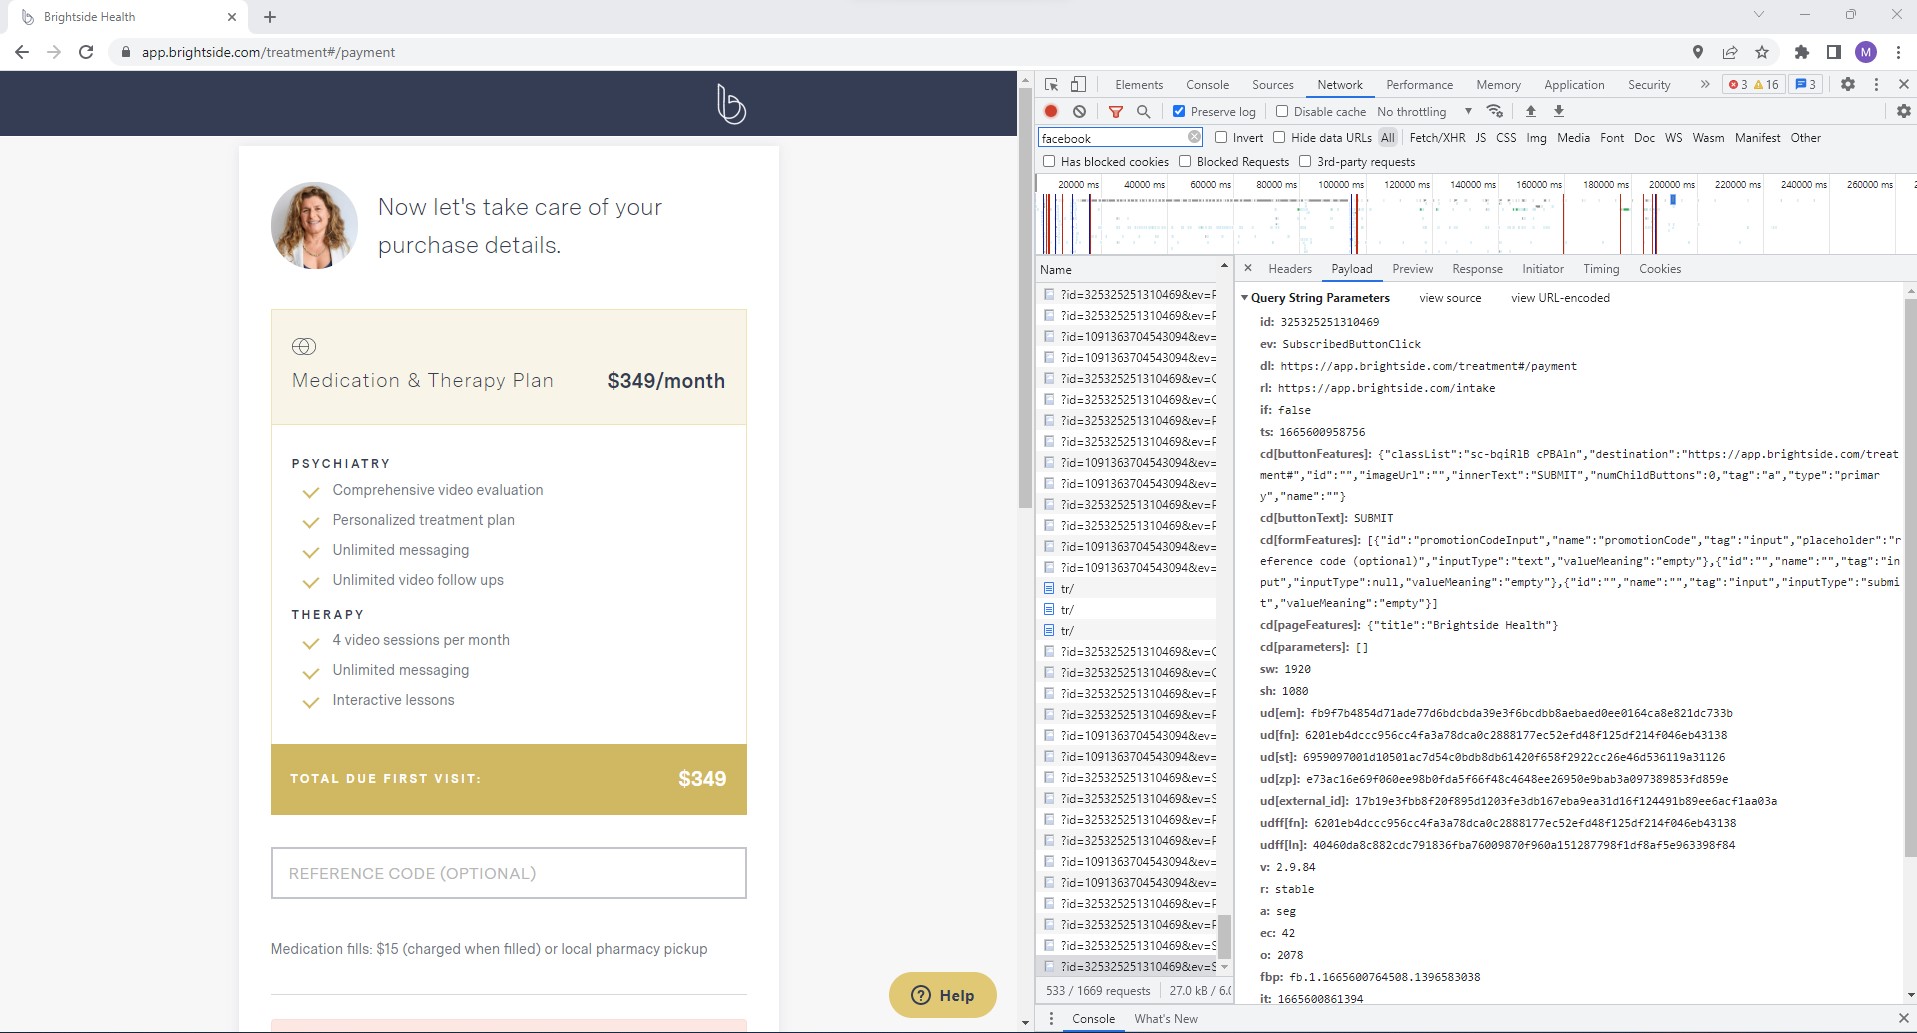 Brightside Health
app.brightside.com/treatment#/payment
M
Now let's take care of your
purchase details.
Medication & Therapy Plan $349/month
PSYCHIATRY
Comprehensive video evaluation
Personalized treatment plan
Unlimited messaging
Unlimited video follow ups
THERAPY
4 video sessions per month
Unlimited messaging
Interactive lessons
TOTAL DUE FIRST VISIT: $349
REFERENCE CODE (OPTIONAL)
Medication fills: $15 (charged when filled) or local pharmacy pickup
Help
Elements Console Sources Network Performance Memory Application Security 3 16 3
Preserve log Disable cache No throttling
facebook Invert Hide data URLs All Fetch/XHR JS CSS Img Media Font Doc WS Wasm Manifest Other
Has blocked cookies Blocked Requests 3rd-party requests
20000 ms 40000 ms 60000 ms 80000 ms 100000 ms 120000 ms 140000 ms 160000 ms 180000 ms 200000 ms 220000 ms 240000 ms 260000 ms
Name
?id=325325251310469&ev=P
?id=325325251310469&ev=P
?id=1091363704543094&ev=
?id=1091363704543094&ev=
?id=325325251310469&ev=C
?id=325325251310469&ev=C
?id=325325251310469&ev=P
?id=325325251310469&ev=P
?id=1091363704543094&ev=
?id=1091363704543094&ev=
?id=325325251310469&ev=P
?id=325325251310469&ev=P
?id=1091363704543094&ev=
?id=1091363704543094&ev=
tr/
tr/
tr/
?id=325325251310469&ev=C
?id=325325251310469&ev=C
?id=325325251310469&ev=P
?id=325325251310469&ev=P
?id=1091363704543094&ev=
?id=1091363704543094&ev=
?id=325325251310469&ev=S
?id=325325251310469&ev=S
?id=325325251310469&ev=P
?id=325325251310469&ev=P
?id=1091363704543094&ev=
?id=1091363704543094&ev=
?id=325325251310469&ev=P
?id=325325251310469&ev=P
?id=325325251310469&ev=S
?id=325325251310469&ev=S
533 / 1669 requests 27.0 kB / 6.(
Headers Payload Preview Response Initiator Timing Cookies
Query String Parameters view source view URL-encoded
id: 325325251310469
ev: SubscribedButtonClick
dl: https://app.brightside.com/treatment#/payment
rl: https://app.brightside.com/intake
if: false
ts: 1665600958756
cd[buttonFeatures]: {"classList":"sc-bqiRlB cPBAln","destination":"https://app.brightside.com/treat
ment#","id":"","imageUrl":"","innerText":"SUBMIT","numChildButtons":0,"tag":"a","type":"primar
y","name":""}
cd[buttonText]: SUBMIT
cd[formFeatures]: [{"id":"promotionCodeInput","name":"promotionCode","tag":"input","placeholder":"r
eference code (optional)","inputType":"text","valueMeaning":"empty"},{"id":"","name":"","tag":"in
put","inputType":null,"valueMeaning":"empty"},{"id":"","name":"","tag":"input","inputType":"submi
t","valueMeaning":"empty"}]
cd[pageFeatures]: {"title":"Brightside Health"}
cd[parameters]: []
sw: 1920
sh: 1080
ud[em]: fb9f7b4854d71ade77d6bdcbda39e3f6bcdbb8aebaed0ee0164ca8e821dc733b
ud[fn]: 6201eb4dccc956cc4fa3a78dca0c2888177ec52efd48f125df214f046eb43138
ud[st]: 6959097001d10501ac7d54c0bdb8db61420f658f2922cc26e46d536119a31126
ud[zp]: e73ac16e69f060ee98b0fda5f66f48c4648ee26950e9bab3a097389853fd859e
ud[external_id]: 17b19e3fbb8f20f895d1203fe3db167eba9ea31d16f124491b89ee6acf1aa03a
udff[fn]: 6201eb4dccc956cc4fa3a78dca0c2888177ec52efd48f125df214f046eb43138
udff[ln]: 40460da8c882cdc791836fba76009870f960a151287798f1df8af5e963398f84
v: 2.9.84
r: stable
a: seg
ec: 42
o: 2078
fbp: fb.1.1665600764508.1396583038
it: 1665600861394
Console What's New